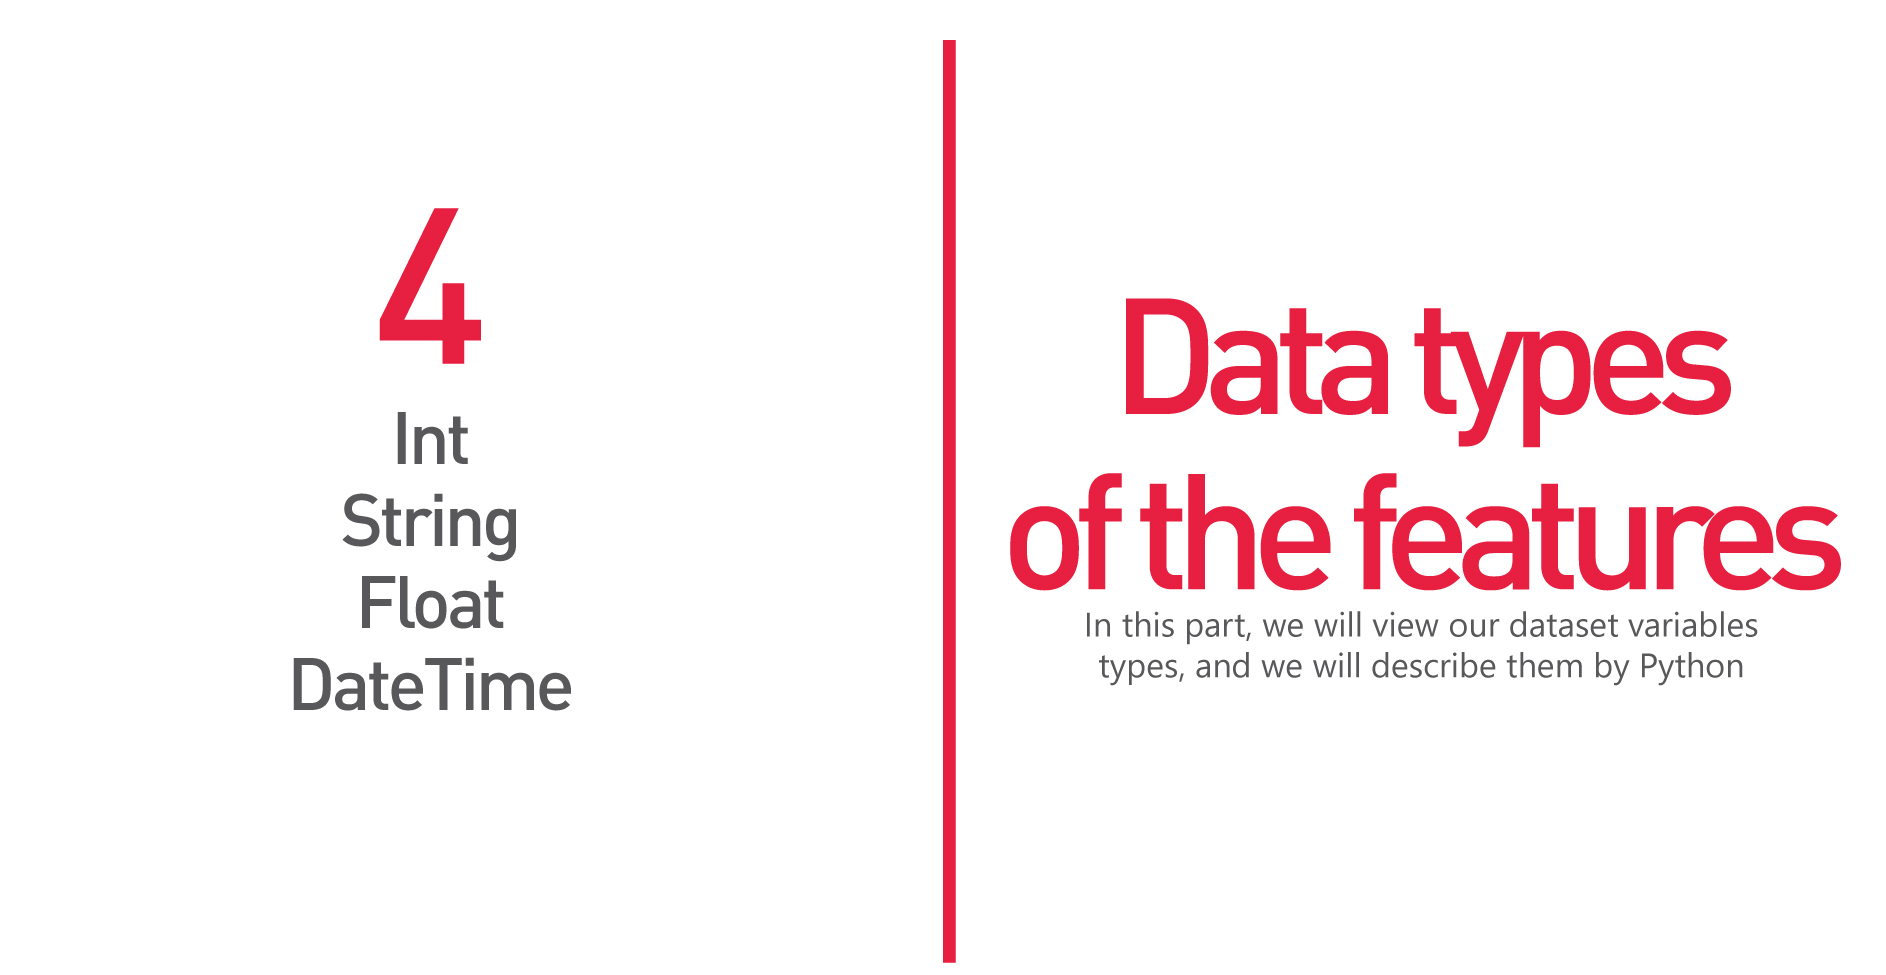 4
Int
String
Float
DateTime
Data types
of the features
In this part, we will view our dataset variables
types, and we will describe them by Python